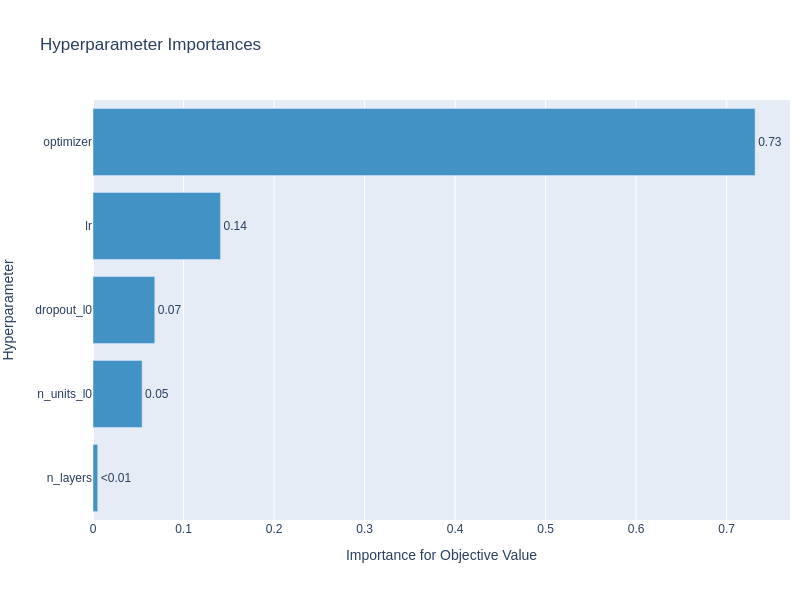 Hyperparameter Importances
optimizer 0.73
lr 0.14
dropout_l0 0.07
n_units_l0 0.05
n_layers <0.01
0 0.1 0.2 0.3 0.4 0.5 0.6 0.7
Importance for Objective Value
Hyperparameter